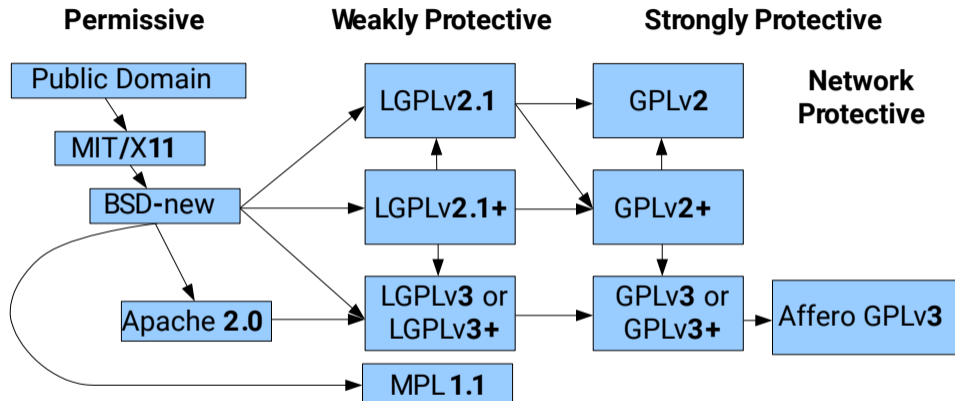 Permissive
Weakly Protective
Strongly Protective
Network
Protective
Public Domain
MIT/X11
BSD-new
Apache 2.0
LGPLv2.1
LGPLv2.1+
LGPLv3 or
LGPLv3+
MPL 1.1
GPLv2
GPLv2+
GPLv3 or
GPLv3+
Affero GPLv3